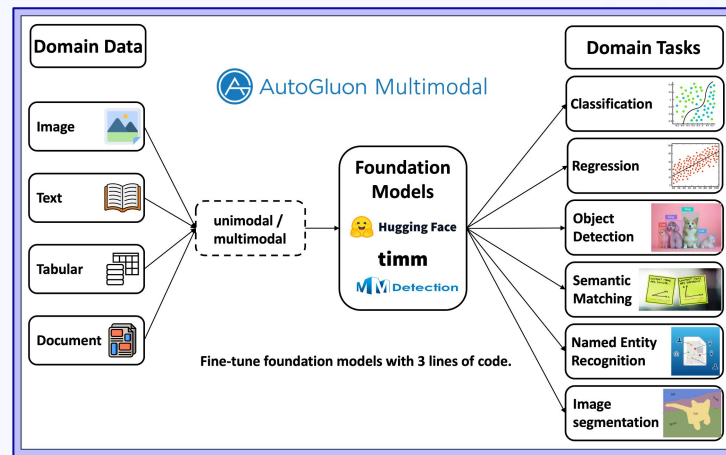 Domain Data
AutoGluon Multimodal
Domain Tasks
Image
Text
Tabular
Document
unimodal /
multimodal
Foundation
Models
Hugging Face
timm
MM Detection
Fine-tune foundation models with 3 lines of code.
Classification
Regression
Object
Detection
Semantic
Matching
Named Entity
Recognition
Image
segmentation